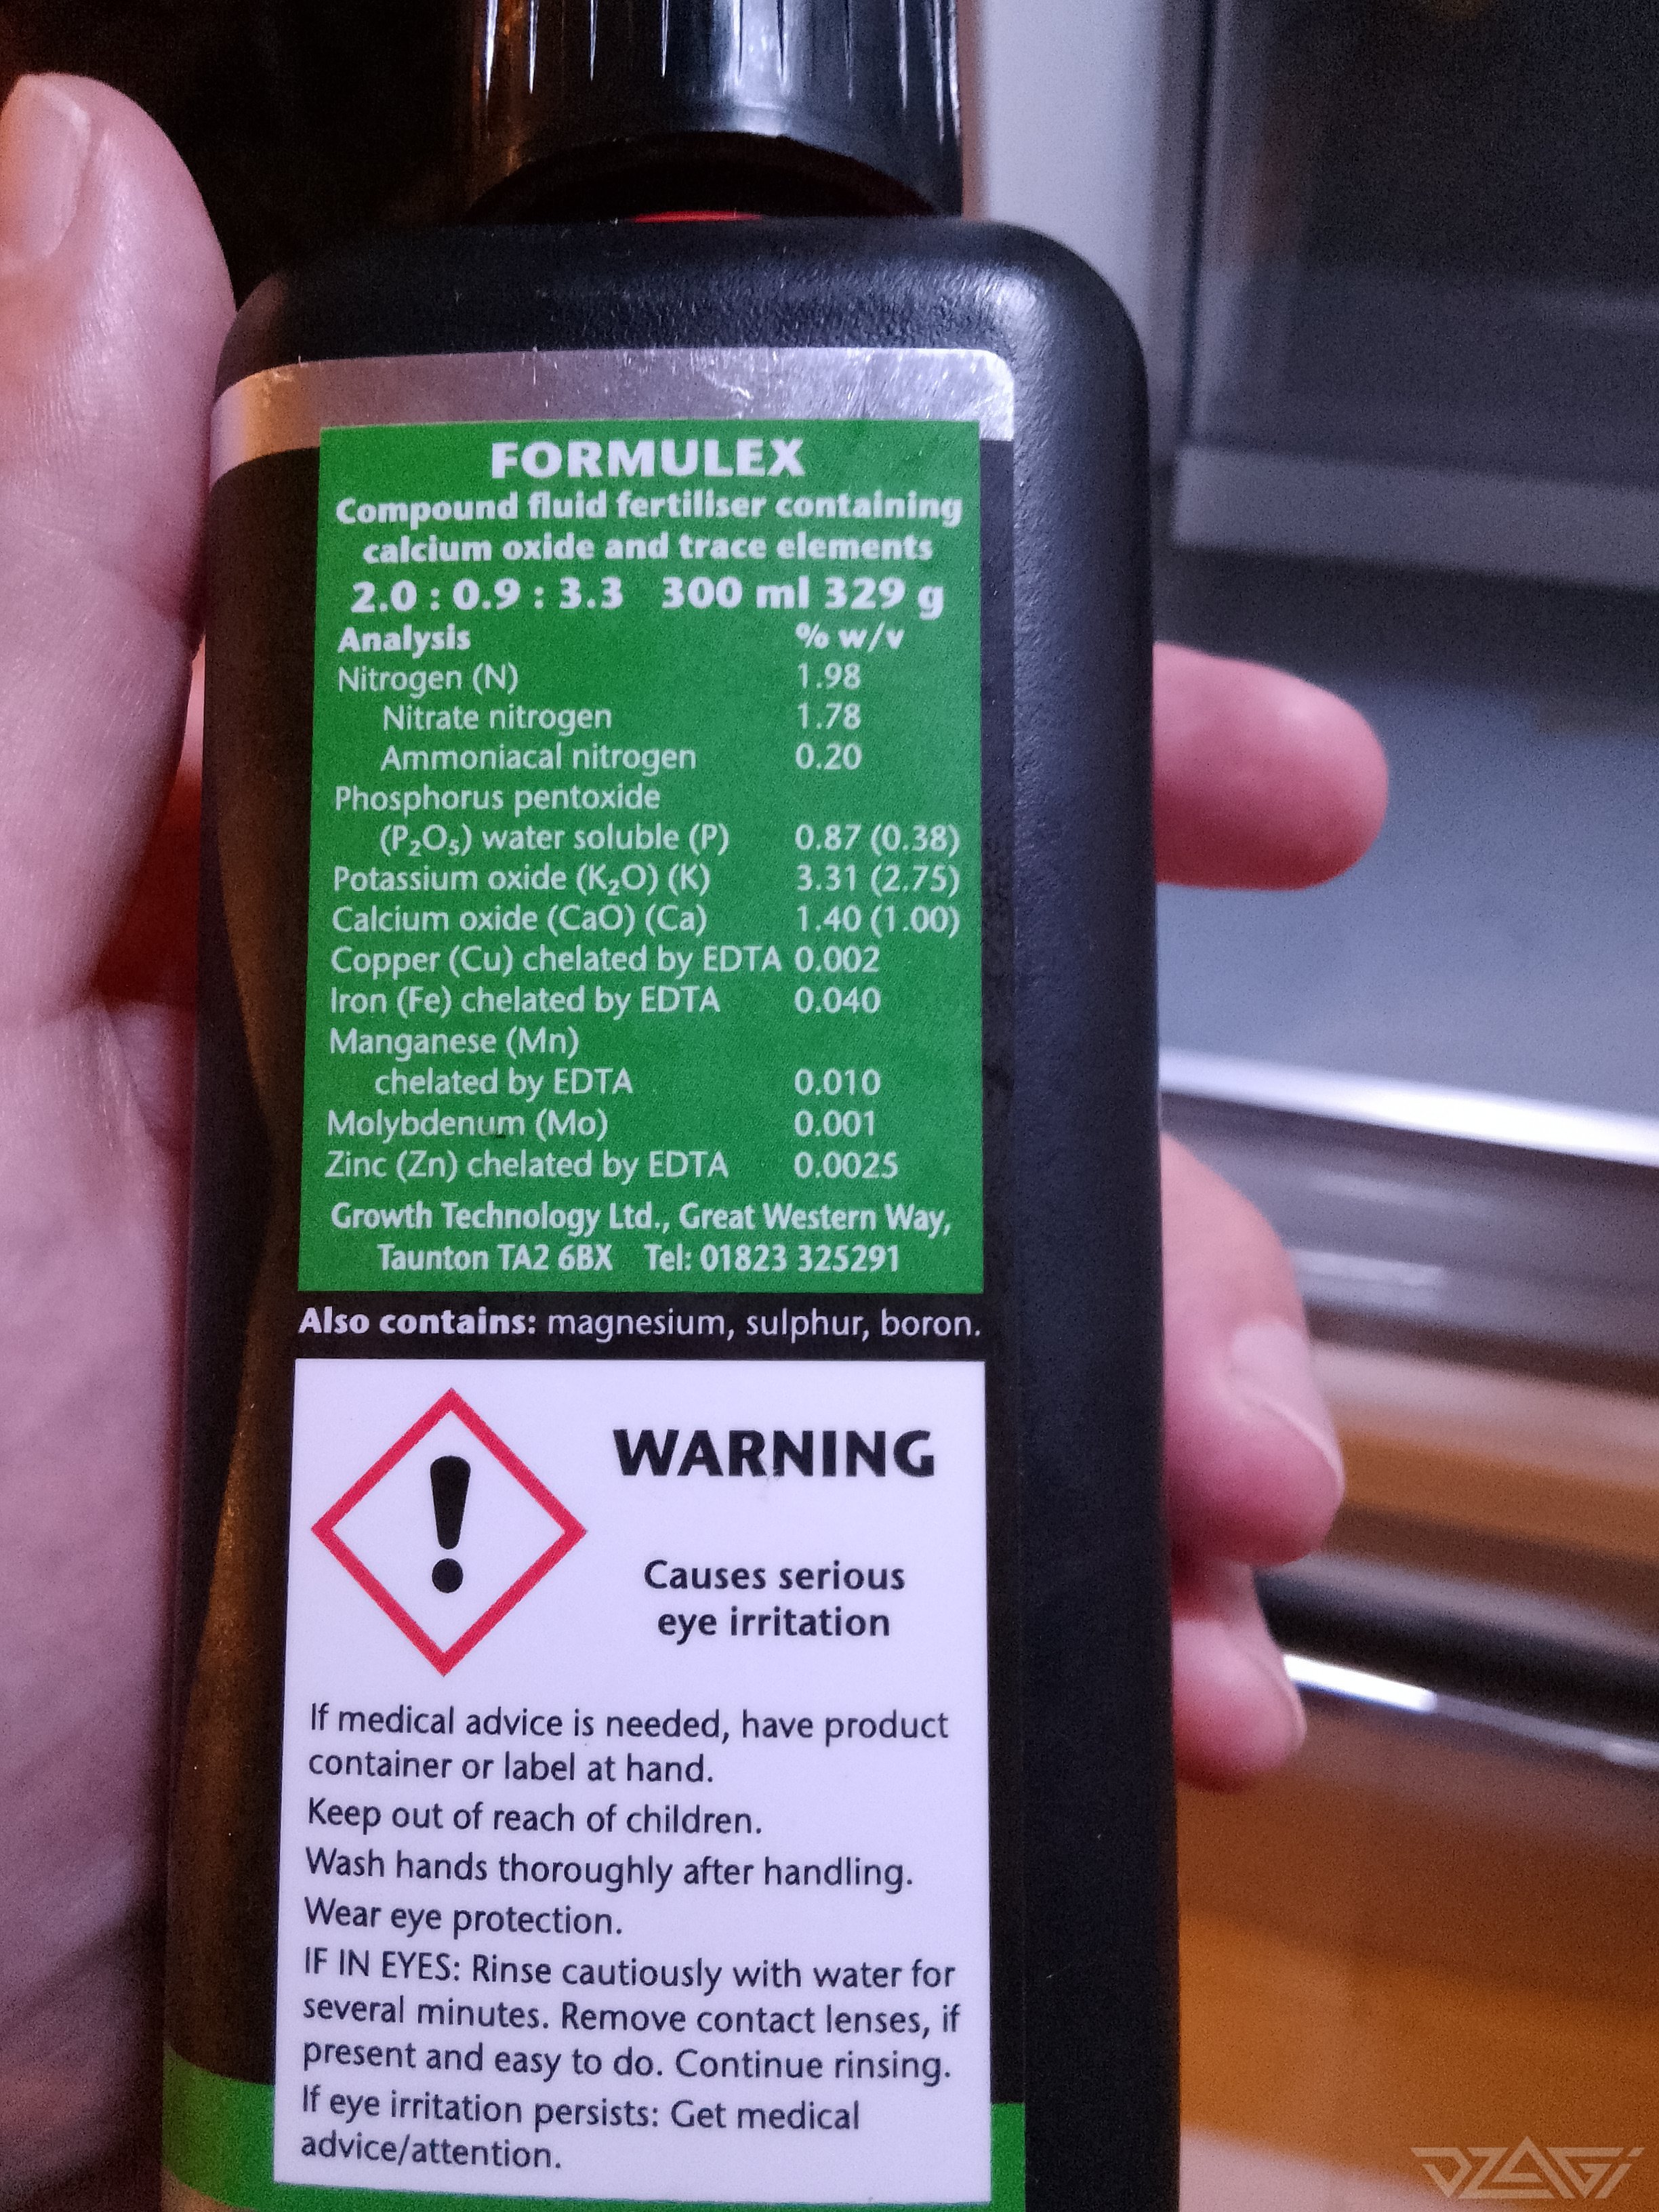 FORMULEX
Compound fluid fertiliser containing
calcium oxide and trace elements
2.0 : 0.9 : 3.3 300 ml 329 g
Analysis % w/v
Nitrogen (N) 1.98
Nitrate nitrogen 1.78
Ammoniacal nitrogen 0.20
Phosphorus pentoxide
(P₂O₅) water soluble (P) 0.87 (0.38)
Potassium oxide (K₂O) (K) 3.31 (2.75)
Calcium oxide (CaO) (Ca) 1.40 (1.00)
Copper (Cu) chelated by EDTA 0.002
Iron (Fe) chelated by EDTA 0.040
Manganese (Mn)
chelated by EDTA 0.010
Molybdenum (Mo) 0.001
Zinc (Zn) chelated by EDTA 0.0025
Growth Technology Ltd., Great Western Way,
Taunton TA2 6BX Tel: 01823 325291
Also contains: magnesium, sulphur, boron.
WARNING
Causes serious
eye irritation
If medical advice is needed, have product
container or label at hand.
Keep out of reach of children.
Wash hands thoroughly after handling.
Wear eye protection.
IF IN EYES: Rinse cautiously with water for
several minutes. Remove contact lenses, if
present and easy to do. Continue rinsing.
If eye irritation persists: Get medical
advice/attention.
DZAGI